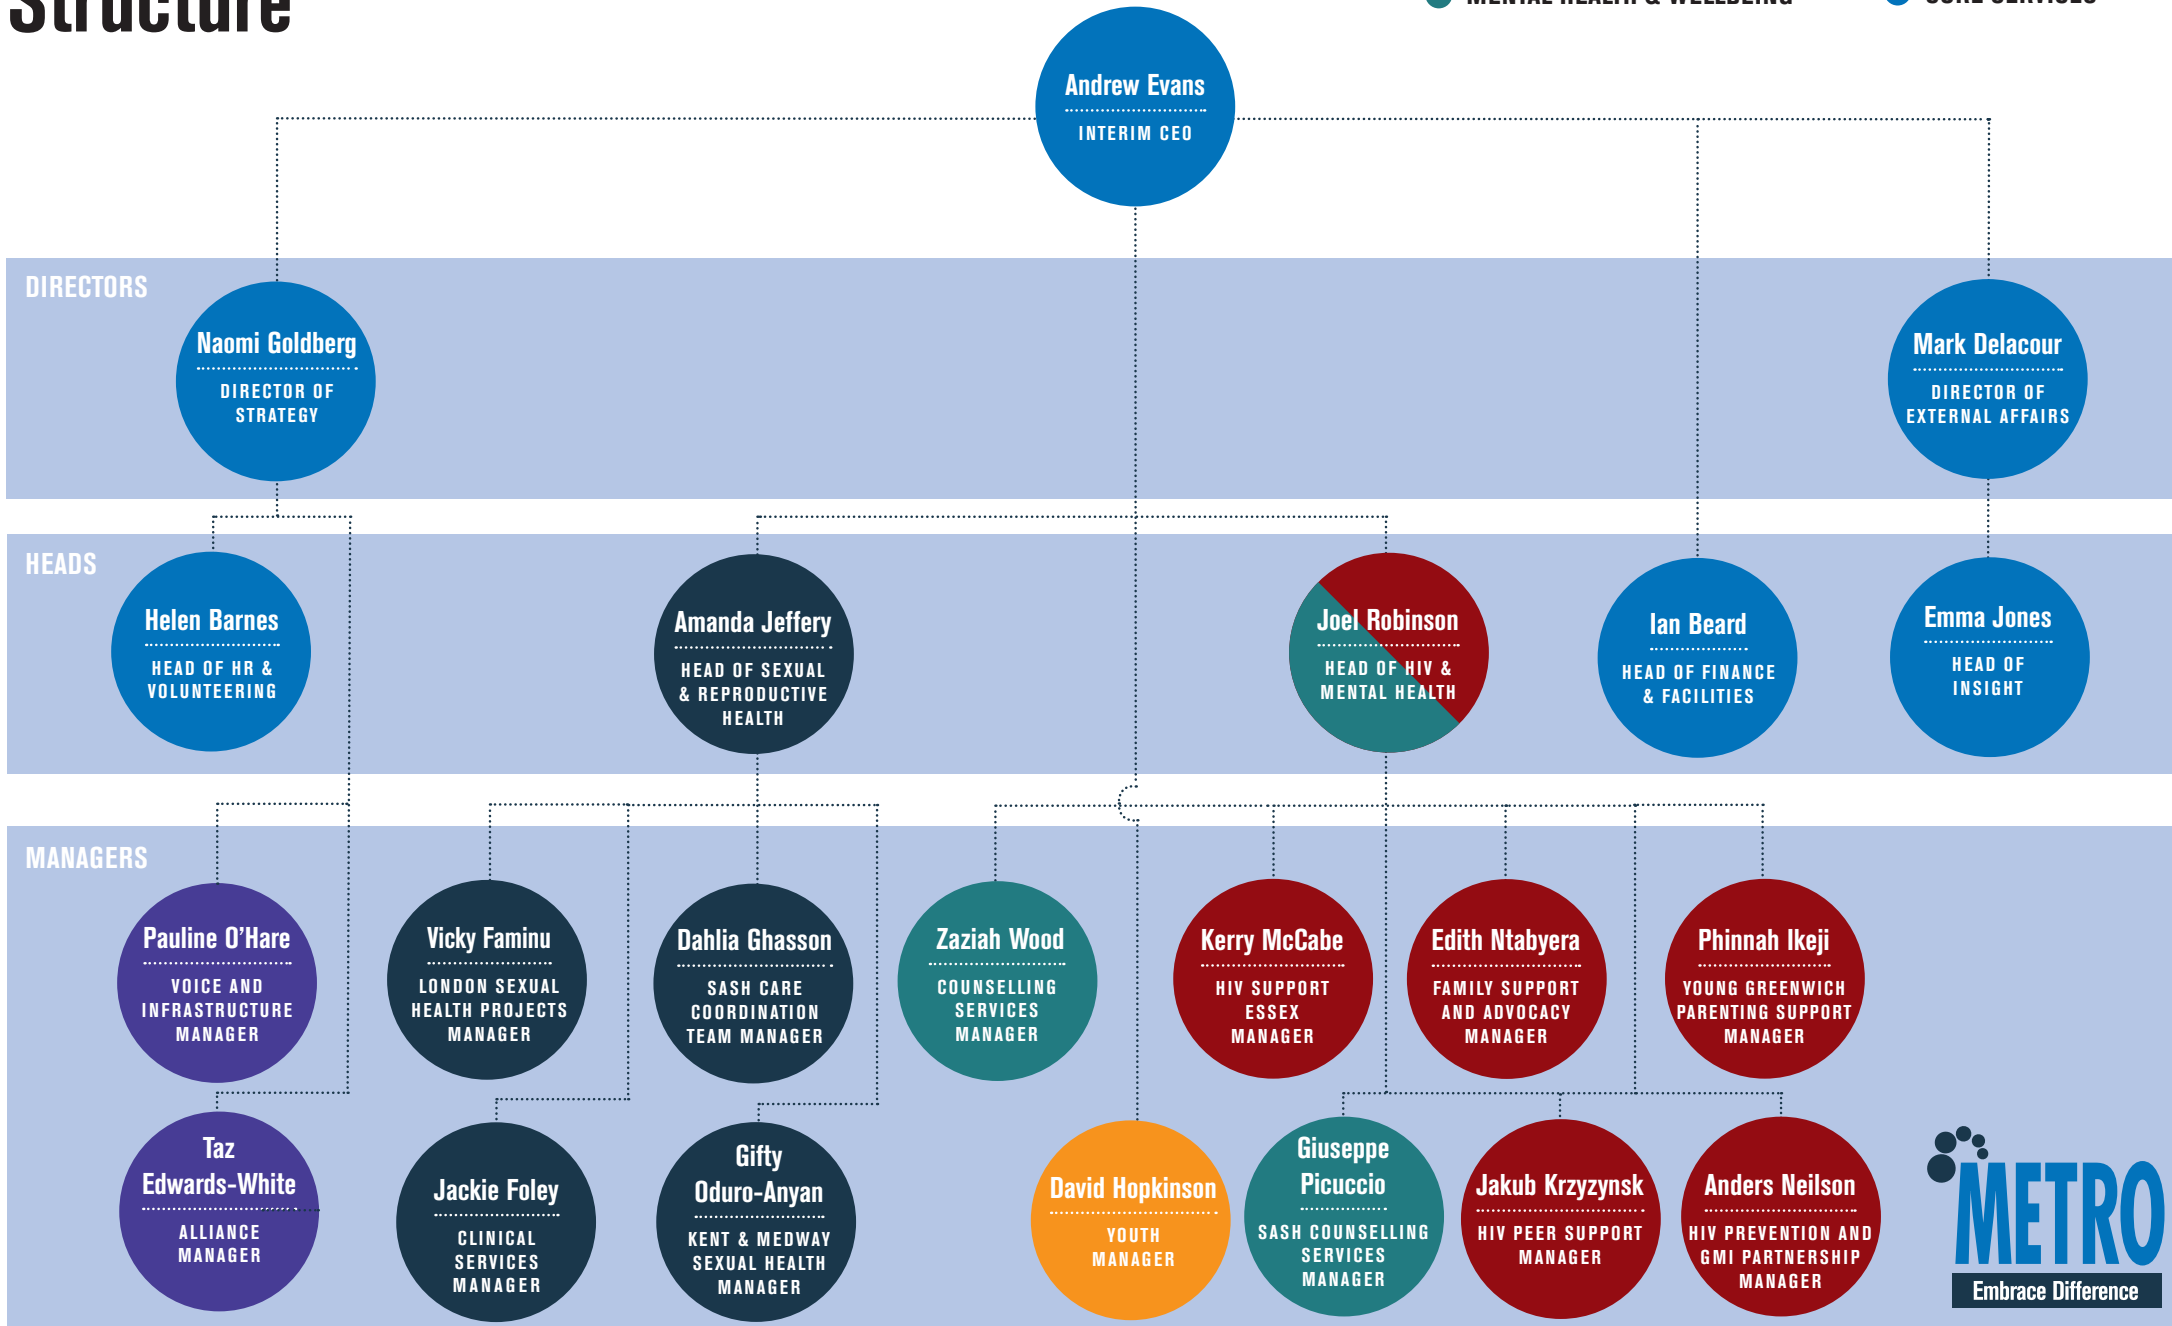 Structure
MENTAL HEALTH & WELLBEING
CORE SERVICES
Andrew Evans
INTERIM CEO
DIRECTORS
Naomi Goldberg
DIRECTOR OF
STRATEGY
Mark Delacour
DIRECTOR OF
EXTERNAL AFFAIRS
HEADS
Helen Barnes
HEAD OF HR &
VOLUNTEERING
Amanda Jeffery
HEAD OF SEXUAL
& REPRODUCTIVE
HEALTH
Joel Robinson
HEAD OF HIV &
MENTAL HEALTH
Ian Beard
HEAD OF FINANCE
& FACILITIES
Emma Jones
HEAD OF
INSIGHT
MANAGERS
Pauline O'Hare
VOICE AND
INFRASTRUCTURE
MANAGER
Vicky Faminu
LONDON SEXUAL
HEALTH PROJECTS
MANAGER
Dahlia Ghasson
SASH CARE
COORDINATION
TEAM MANAGER
Zaziah Wood
COUNSELLING
SERVICES
MANAGER
Kerry McCabe
HIV SUPPORT
ESSEX
MANAGER
Edith Ntabyera
FAMILY SUPPORT
AND ADVOCACY
MANAGER
Phinnah Ikeji
YOUNG GREENWICH
PARENTING SUPPORT
MANAGER
Taz
Edwards-White
ALLIANCE
MANAGER
Jackie Foley
CLINICAL
SERVICES
MANAGER
Gifty
Oduro-Anyan
KENT & MEDWAY
SEXUAL HEALTH
MANAGER
David Hopkinson
YOUTH
MANAGER
Giuseppe
Picuccio
SASH COUNSELLING
SERVICES
MANAGER
Jakub Krzyzynsk
HIV PEER SUPPORT
MANAGER
Anders Neilson
HIV PREVENTION AND
GMI PARTNERSHIP
MANAGER
METRO
Embrace Difference